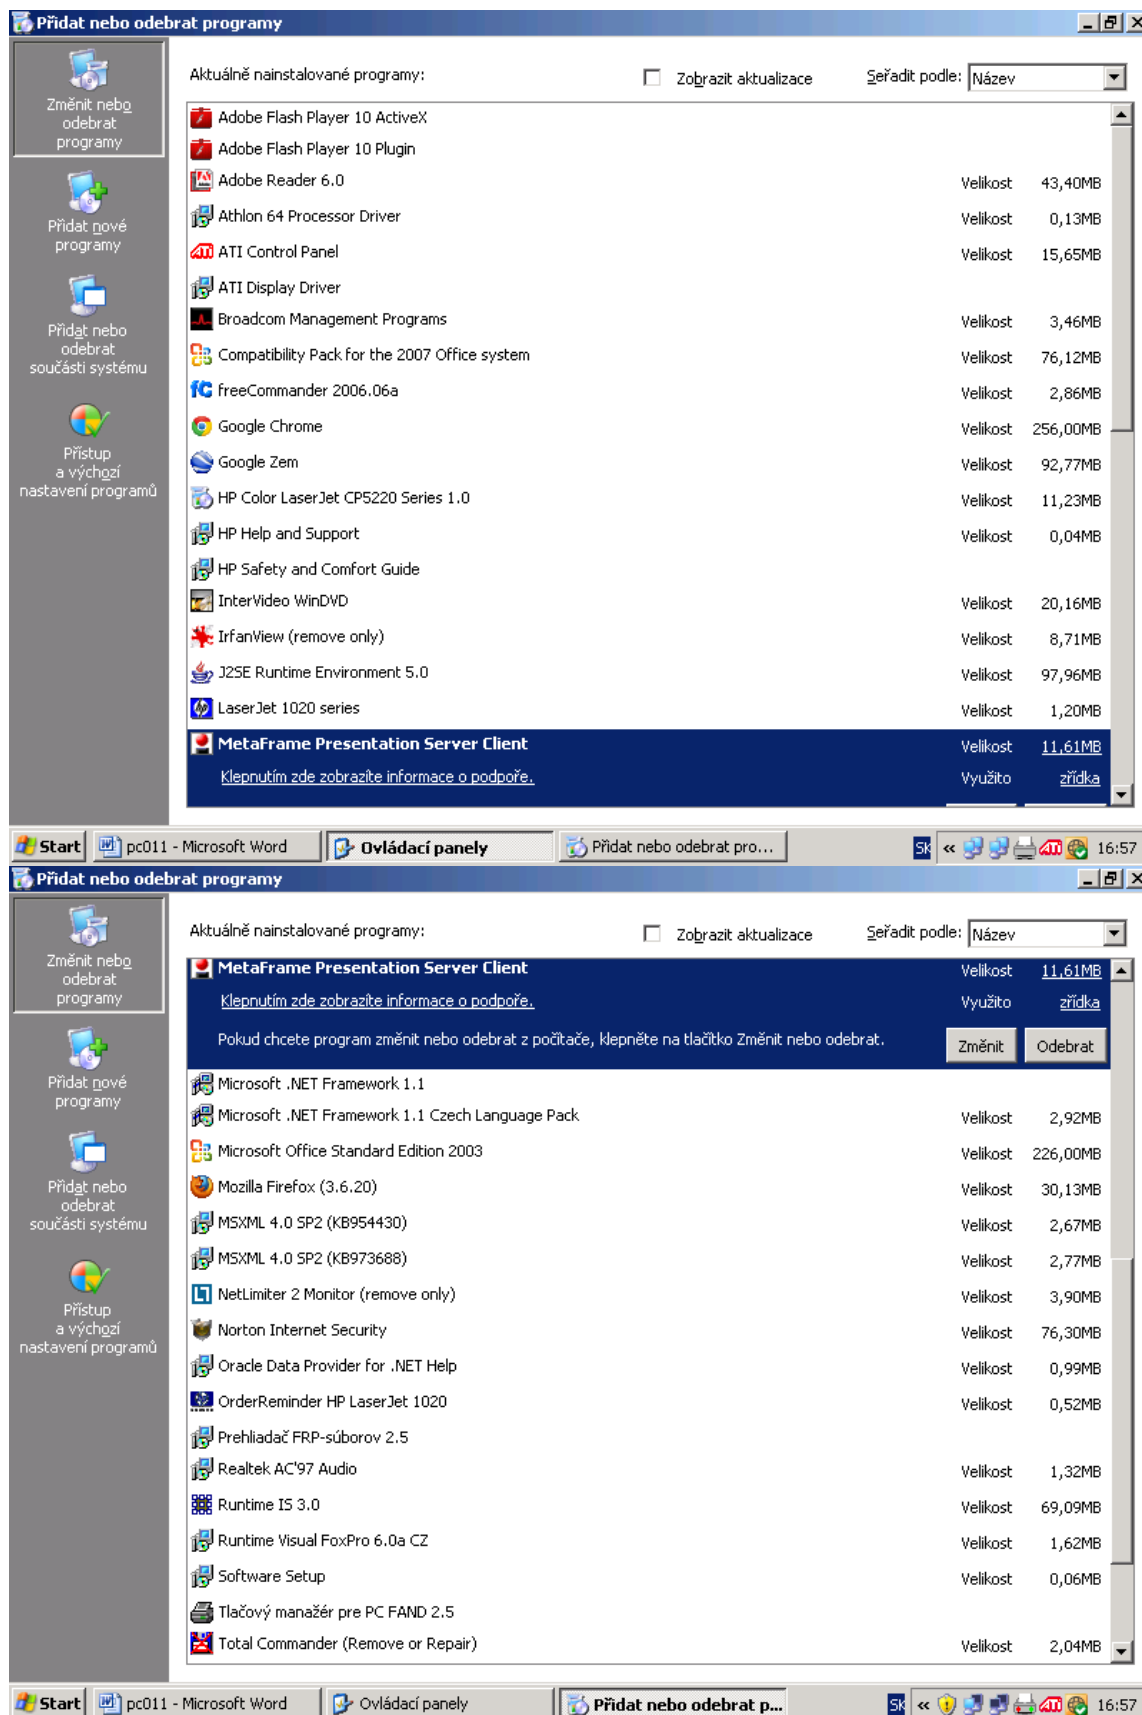 Přidat nebo odebrat programy
Změnit nebo
odebrat
programy
Přidat nové
programy
Přidat nebo
odebrat
součásti systému
Přístup
a výchozí
nastavení programů
Aktuálně nainstalované programy:
Zobrazit aktualizace
Seřadit podle: Název
Adobe Flash Player 10 ActiveX
Adobe Flash Player 10 Plugin
Adobe Reader 6.0 Velikost 43,40MB
Athlon 64 Processor Driver Velikost 0,13MB
ATI Control Panel Velikost 15,65MB
ATI Display Driver
Broadcom Management Programs Velikost 3,46MB
Compatibility Pack for the 2007 Office system Velikost 76,12MB
freeCommander 2006.06a Velikost 2,86MB
Google Chrome Velikost 256,00MB
Google Zem Velikost 92,77MB
HP Color LaserJet CP5220 Series 1.0 Velikost 11,23MB
HP Help and Support Velikost 0,04MB
HP Safety and Comfort Guide
InterVideo WinDVD Velikost 20,16MB
IrfanView (remove only) Velikost 8,71MB
J2SE Runtime Environment 5.0 Velikost 97,96MB
LaserJet 1020 series Velikost 1,20MB
MetaFrame Presentation Server Client Velikost 11,61MB
Klepnutím zde zobrazíte informace o podpoře. Využito zřídka
Start pc011 - Microsoft Word Ovládací panely Přidat nebo odebrat pro... SK « ATI 16:57
Přidat nebo odebrat programy
Změnit nebo
odebrat
programy
Přidat nové
programy
Přidat nebo
odebrat
součásti systému
Přístup
a výchozí
nastavení programů
Aktuálně nainstalované programy:
Zobrazit aktualizace
Seřadit podle: Název
MetaFrame Presentation Server Client Velikost 11,61MB
Klepnutím zde zobrazíte informace o podpoře. Využito zřídka
Pokud chcete program změnit nebo odebrat z počítače, klepněte na tlačítko Změnit nebo odebrat. Změnit Odebrat
Microsoft .NET Framework 1.1
Microsoft .NET Framework 1.1 Czech Language Pack Velikost 2,92MB
Microsoft Office Standard Edition 2003 Velikost 226,00MB
Mozilla Firefox (3.6.20) Velikost 30,13MB
MSXML 4.0 SP2 (KB954430) Velikost 2,67MB
MSXML 4.0 SP2 (KB973688) Velikost 2,77MB
NetLimiter 2 Monitor (remove only) Velikost 3,90MB
Norton Internet Security Velikost 76,30MB
Oracle Data Provider for .NET Help Velikost 0,99MB
OrderReminder HP LaserJet 1020 Velikost 0,52MB
Prehliadač FRP-súborov 2.5
Realtek AC'97 Audio Velikost 1,32MB
Runtime IS 3.0 Velikost 69,09MB
Runtime Visual FoxPro 6.0a CZ Velikost 1,62MB
Software Setup Velikost 0,06MB
Tlačový manažér pre PC FAND 2.5
Total Commander (Remove or Repair) Velikost 2,04MB
Start pc011 - Microsoft Word Ovládací panely Přidat nebo odebrat p... SK « ATI 16:57